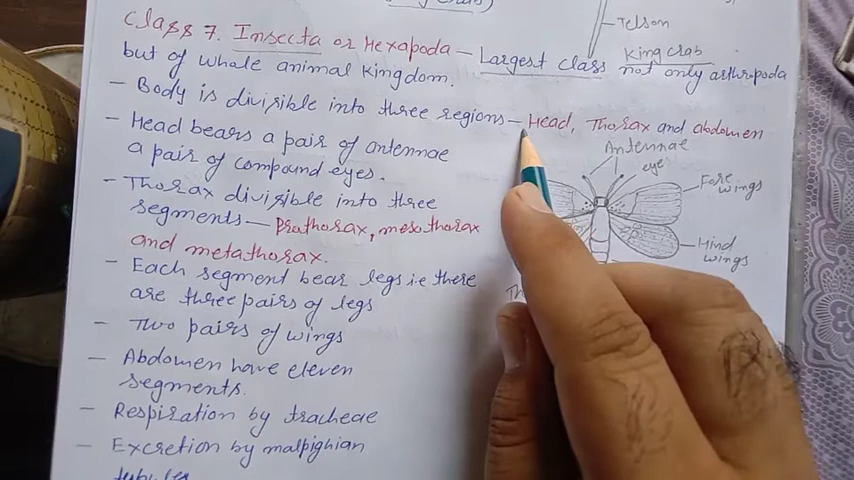 Telson
King crab
Class 7. Insecta or Hexapoda - Largest class not only arthropoda
but of whole animal kingdom.
- Body is divisible into three regions - Head, Thorax and abdomen
- Head bears a pair of antennae
a pair of compound eyes.
- Thorax divisible into three
segments - Prothorax, mesothorax
and metathorax.
- Each segment bear legs i.e there
are three pairs of legs
- Two pairs of wings
- Abdomen have eleven
segments.
- Respiration by tracheae
- Excretion by malpighian
tubules
Antennae
eye
Fore
wings
Hind
wings
Th